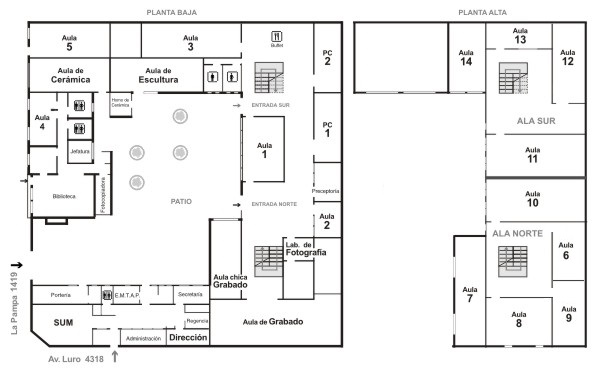 PLANTA BAJA
PLANTA ALTA
Aula
5
Aula
3
Buffet
PC
2
Aula de
Cerámica
Aula de
Escultura
Horno de
Cerámica
ENTRADA SUR
Aula
4
Jefatura
Aula
1
PC
1
Biblioteca
Fotocopiadora
PATIO
Preceptoría
ENTRADA NORTE
Aula
2
Lab. de
Fotografía
Aula chica
Grabado
La Pampa 1419
Portería
E.M.T.A.P.
Secretaría
SUM
Regencia
Aula de Grabado
Administración
Dirección
Av. Luro 4318
Aula
13
Aula
14
Aula
12
ALA SUR
Aula
11
Aula
10
ALA NORTE
Aula
6
Aula
7
Aula
8
Aula
9